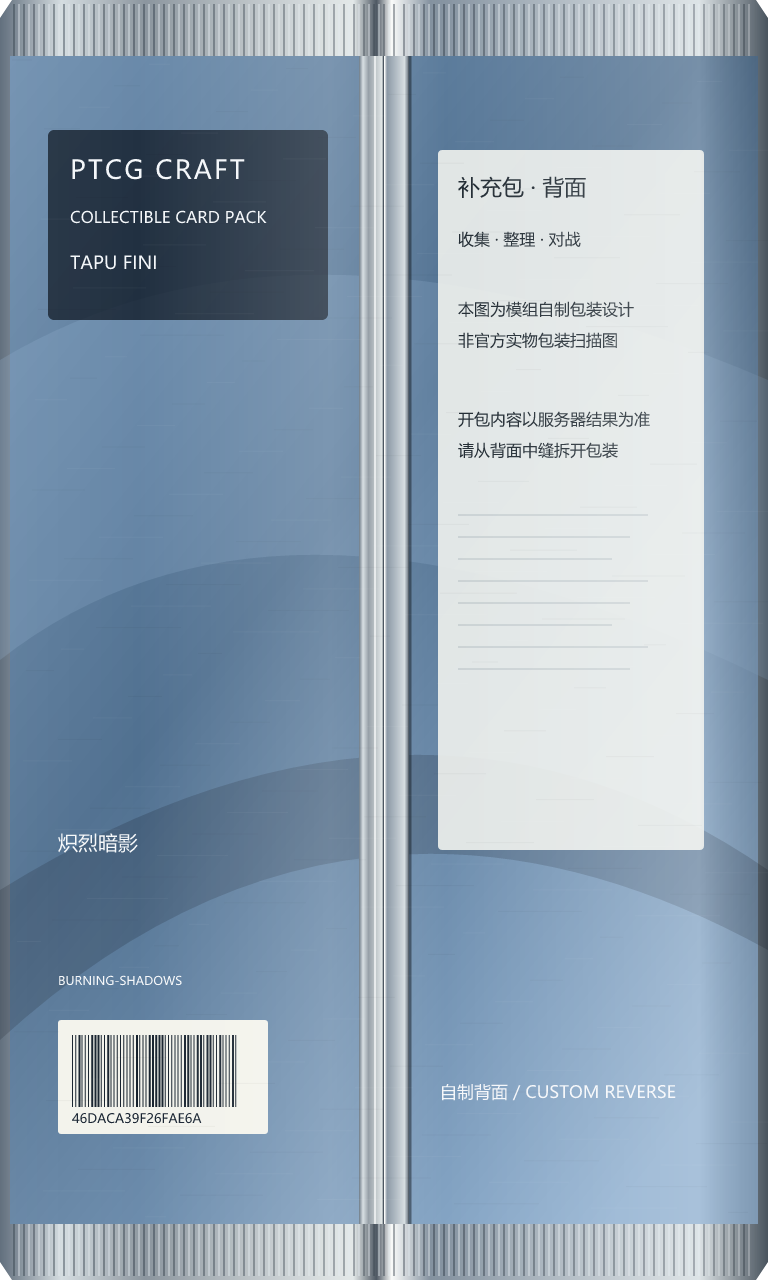 PTCG CRAFT
COLLECTIBLE CARD PACK
TAPU FINI
炽烈暗影
BURNING-SHADOWS
46DACA39F26FAE6A
补充包 · 背面
收集 · 整理 · 对战
本图为模组自制包装设计
非官方实物包装扫描图
开包内容以服务器结果为准
请从背面中缝拆开包装
自制背面 / CUSTOM REVERSE